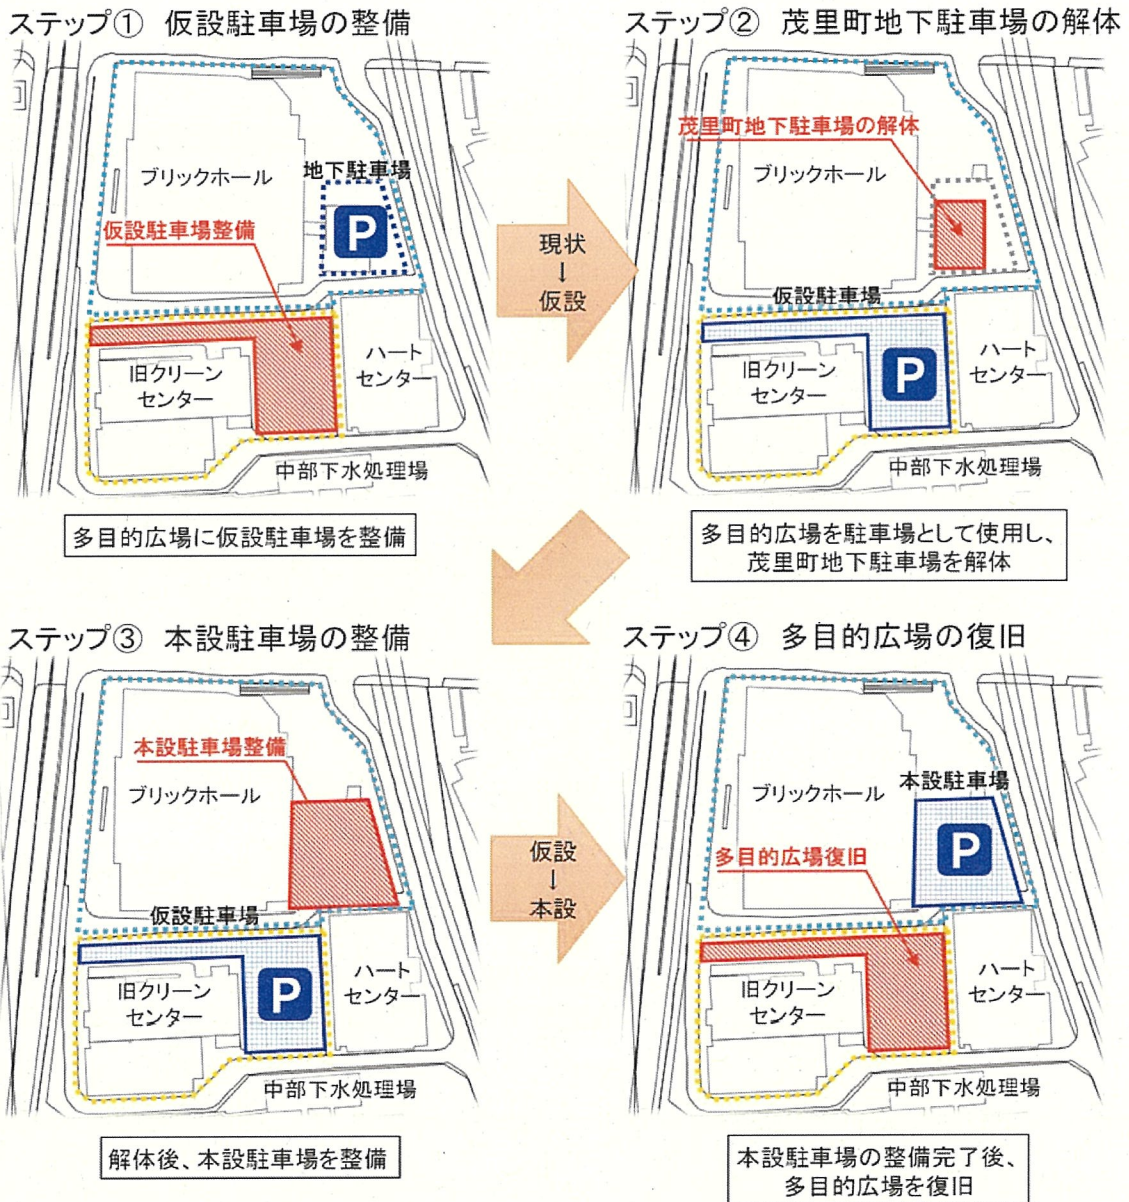 ステップ① 仮設駐車場の整備
ブリックホール
地下駐車場
P
仮設駐車場整備
旧クリーン
センター
ハート
センター
中部下水処理場
多目的広場に仮設駐車場を整備
現状
↓
仮設
ステップ② 茂里町地下駐車場の解体
茂里町地下駐車場の解体
ブリックホール
仮設駐車場
P
旧クリーン
センター
ハート
センター
中部下水処理場
多目的広場を駐車場として使用し、
茂里町地下駐車場を解体
ステップ③ 本設駐車場の整備
本設駐車場整備
ブリックホール
仮設駐車場
P
旧クリーン
センター
ハート
センター
中部下水処理場
解体後、本設駐車場を整備
仮設
↓
本設
ステップ④ 多目的広場の復旧
本設駐車場
ブリックホール
P
多目的広場復旧
旧クリーン
センター
ハート
センター
中部下水処理場
本設駐車場の整備完了後、
多目的広場を復旧